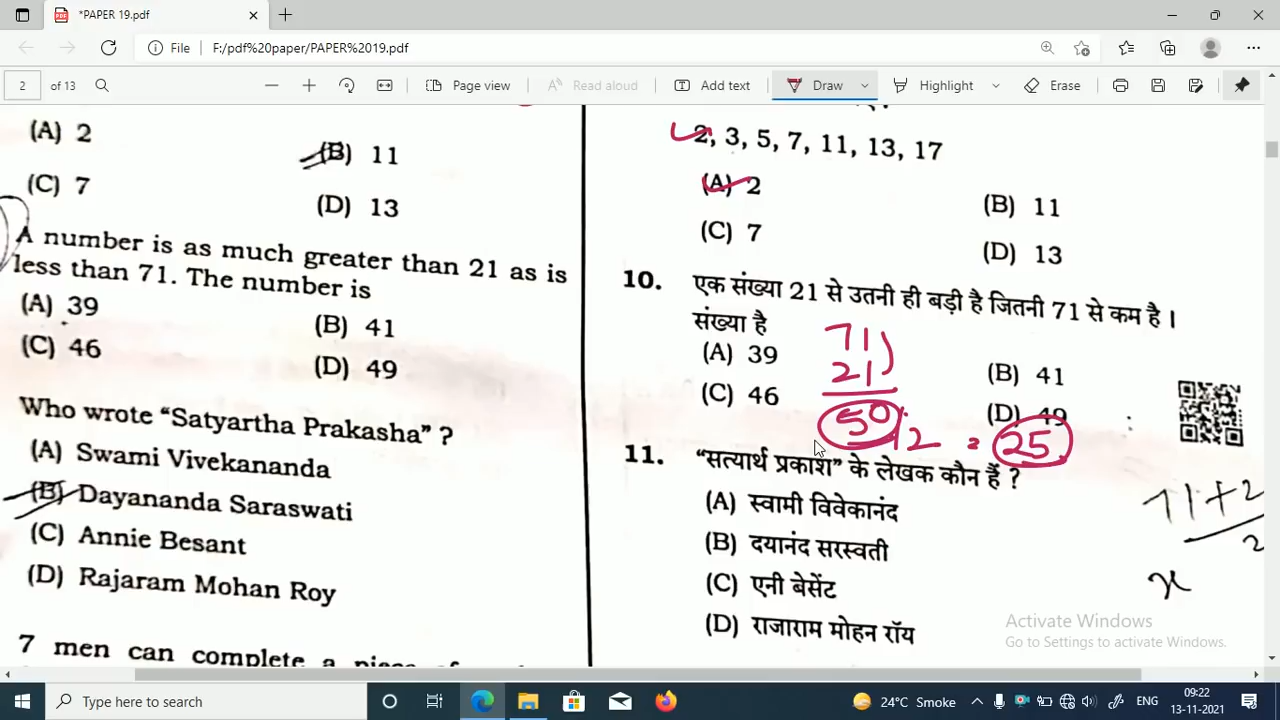 *PAPER 19.pdf
File F:/pdf%20paper/PAPER%2019.pdf
2 of 13
Page view
Read aloud
Add text
Draw
Highlight
Erase
(A) 2
(B) 11
(C) 7
(D) 13
A number is as much greater than 21 as is
less than 71. The number is
(A) 39
(B) 41
(C) 46
(D) 49
Who wrote “Satyartha Prakasha” ?
(A) Swami Vivekananda
(B) Dayananda Saraswati
(C) Annie Besant
(D) Rajaram Mohan Roy
7 men can complete a
2, 3, 5, 7, 11, 13, 17
(A) 2
(B) 11
(C) 7
(D) 13
10. एक संख्या 21 से उतनी ही बड़ी है जितनी 71 से कम है ।
संख्या है
(A) 39
(B) 41
(C) 46
(D) 49
71
21
50/2 = 25
11. “सत्यार्थ प्रकाश” के लेखक कौन हैं ?
(A) स्वामी विवेकानंद
(B) दयानंद सरस्वती
(C) एनी बेसेंट
(D) राजाराम मोहन रॉय
71+2
2
x
Activate Windows
Go to Settings to activate Windows.
Type here to search
24°C Smoke
ENG
09:22
13-11-2021